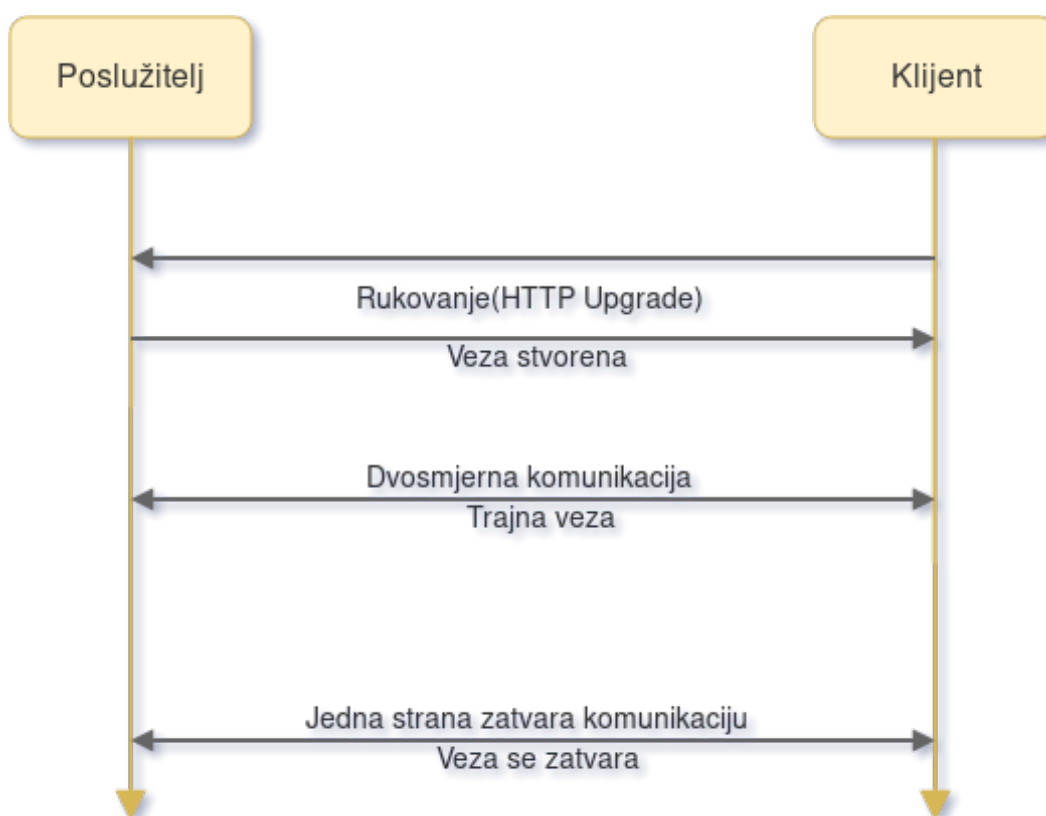 Poslužitelj
Klijent
Rukovanje(HTTP Upgrade)
Veza stvorena
Dvosmjerna komunikacija
Trajna veza
Jedna strana zatvara komunikaciju
Veza se zatvara